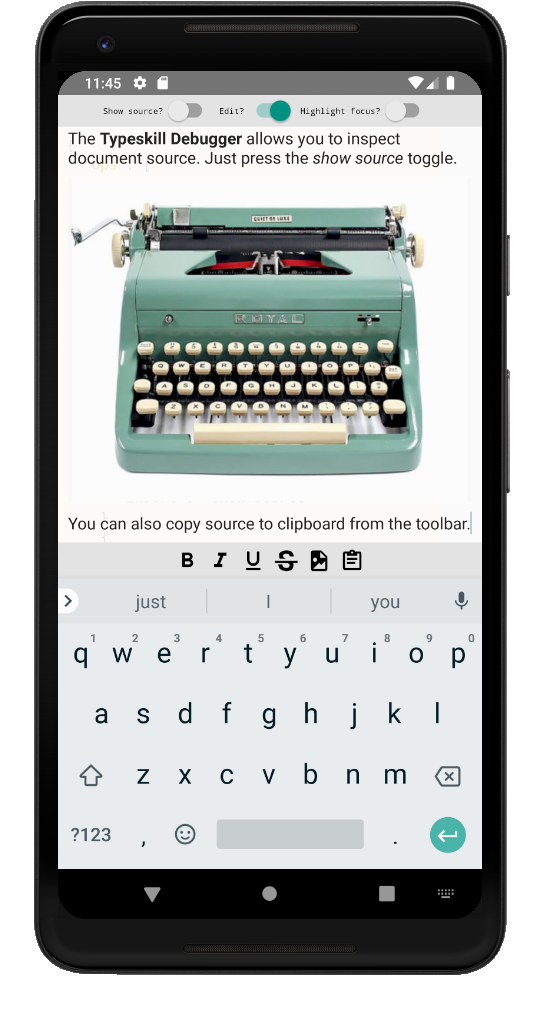 11:45
Show source? Edit? Highlight focus?
The Typeskill Debugger allows you to inspect
document source. Just press the show source toggle.
QUIET DE LUXE
ROYAL
Q W E R T Y U I O P
A S D F G H J K L
Z X C V B N M
You can also copy source to clipboard from the toolbar.
B I U S
just I you
1 2 3 4 5 6 7 8 9 0
q w e r t y u i o p
a s d f g h j k l
z x c v b n m
?123 , .